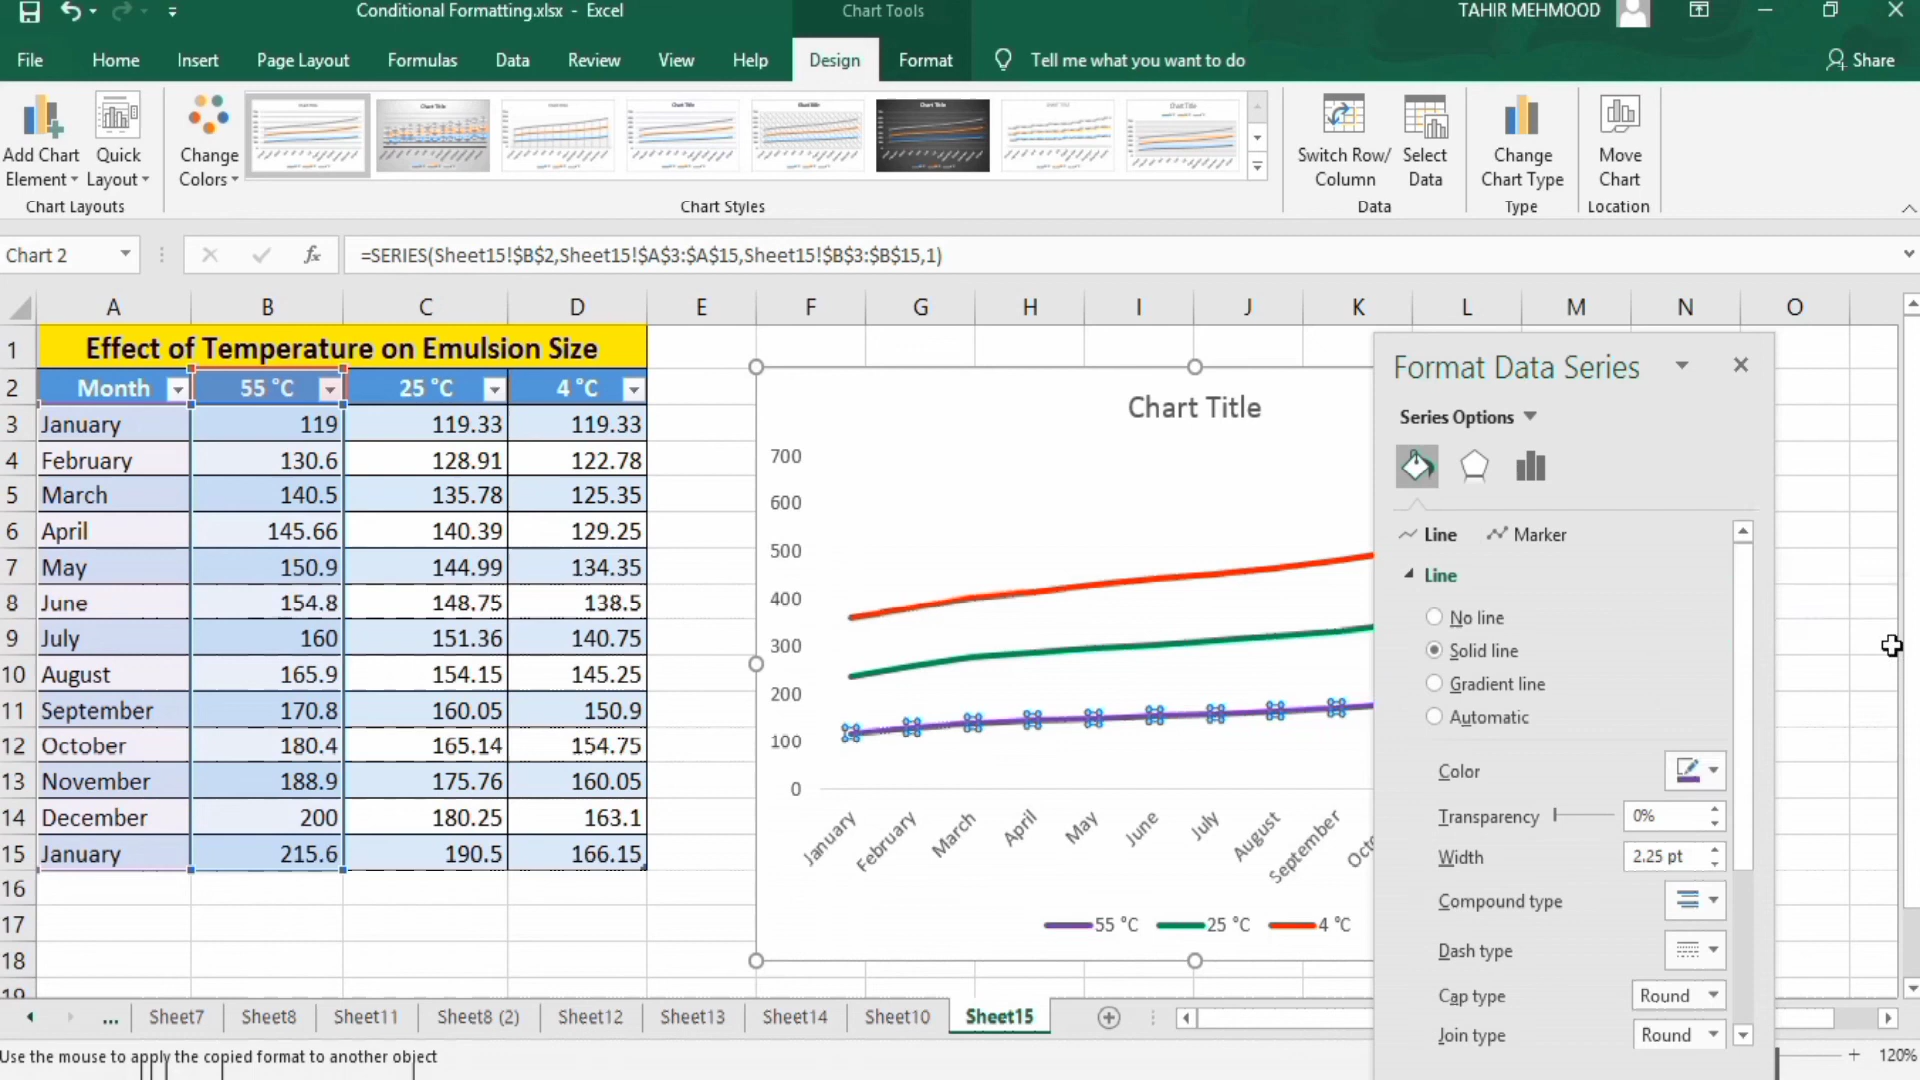 Conditional Formatting.xlsx - Excel
Chart Tools
TAHIR MEHMOOD
File Home Insert Page Layout Formulas Data Review View Help Design Format Tell me what you want to do Share
Add Chart Element
Quick Layout
Change Colors
Switch Row/ Column
Select Data
Change Chart Type
Move Chart
Chart Layouts
Chart Styles
Data
Type
Location
Chart 2
fx
=SERIES(Sheet15!$B$2,Sheet15!$A$3:$A$15,Sheet15!$B$3:$B$15,1)
A B C D E F G H I J K L M N O
1 Effect of Temperature on Emulsion Size
2 Month 55 °C 25 °C 4 °C
3 January 119 119.33 119.33
4 February 130.6 128.91 122.78
5 March 140.5 135.78 125.35
6 April 145.66 140.39 129.25
7 May 150.9 144.99 134.35
8 June 154.8 148.75 138.5
9 July 160 151.36 140.75
10 August 165.9 154.15 145.25
11 September 170.8 160.05 150.9
12 October 180.4 165.14 154.75
13 November 188.9 175.76 160.05
14 December 200 180.25 163.1
15 January 215.6 190.5 166.15
16
17
18
19
Chart Title
700
600
500
400
300
200
100
0
January February March April May June July August September Octo
55 °C 25 °C 4 °C
Format Data Series
Series Options
Line Marker
Line
No line
Solid line
Gradient line
Automatic
Color
Transparency 0%
Width 2.25 pt
Compound type
Dash type
Cap type Round
Join type Round
... Sheet7 Sheet8 Sheet11 Sheet8 (2) Sheet12 Sheet13 Sheet14 Sheet10 Sheet15
Use the mouse to apply the copied format to another object
120%